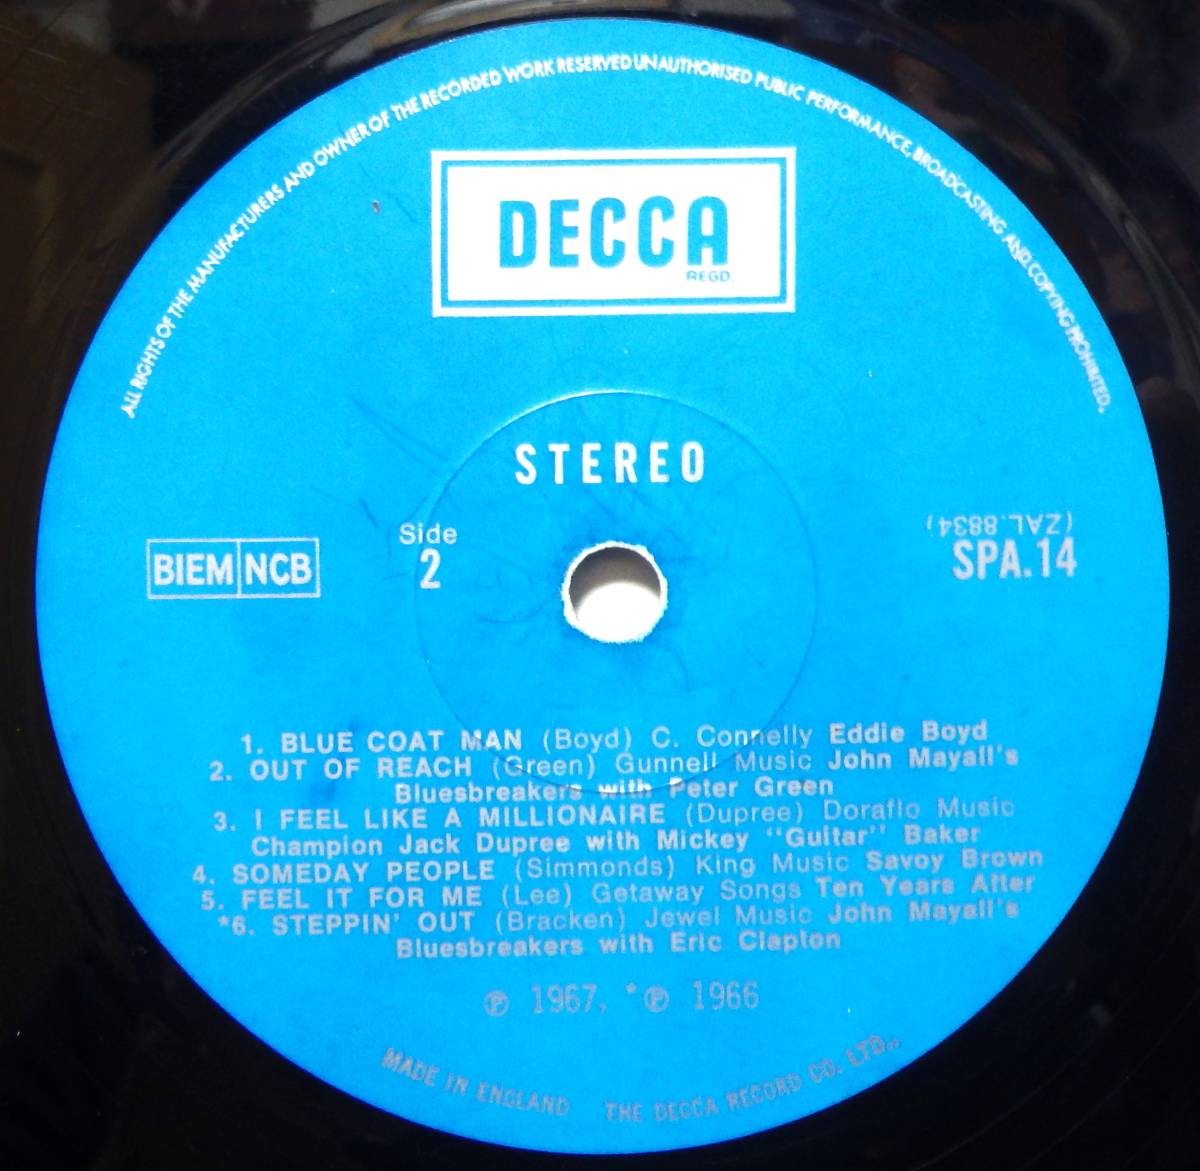 ALL RIGHTS OF THE MANUFACTURERS AND OWNER OF THE RECORDED WORK RESERVED UNAUTHORISED PUBLIC PERFORMANCE, BROADCASTING AND COPYING PROHIBITED.
DECCA
REGD.
STEREO
BIEM NCB
Side
2
(ZAL.8834)
SPA.14
1. BLUE COAT MAN (Boyd) C. Connelly Eddie Boyd
2. OUT OF REACH (Green) Gunnell Music John Mayall's
Bluesbreakers with Peter Green
3. I FEEL LIKE A MILLIONAIRE (Dupree) Doraflo Music
Champion Jack Dupree with Mickey "Guitar" Baker
4. SOMEDAY PEOPLE (Simmonds) King Music Savoy Brown
5. FEEL IT FOR ME (Lee) Getaway Songs Ten Years After
*6. STEPPIN' OUT (Bracken) Jewel Music John Mayall's
Bluesbreakers with Eric Clapton
℗ 1967, *℗ 1966
MADE IN ENGLAND THE DECCA RECORD CO. LTD.,